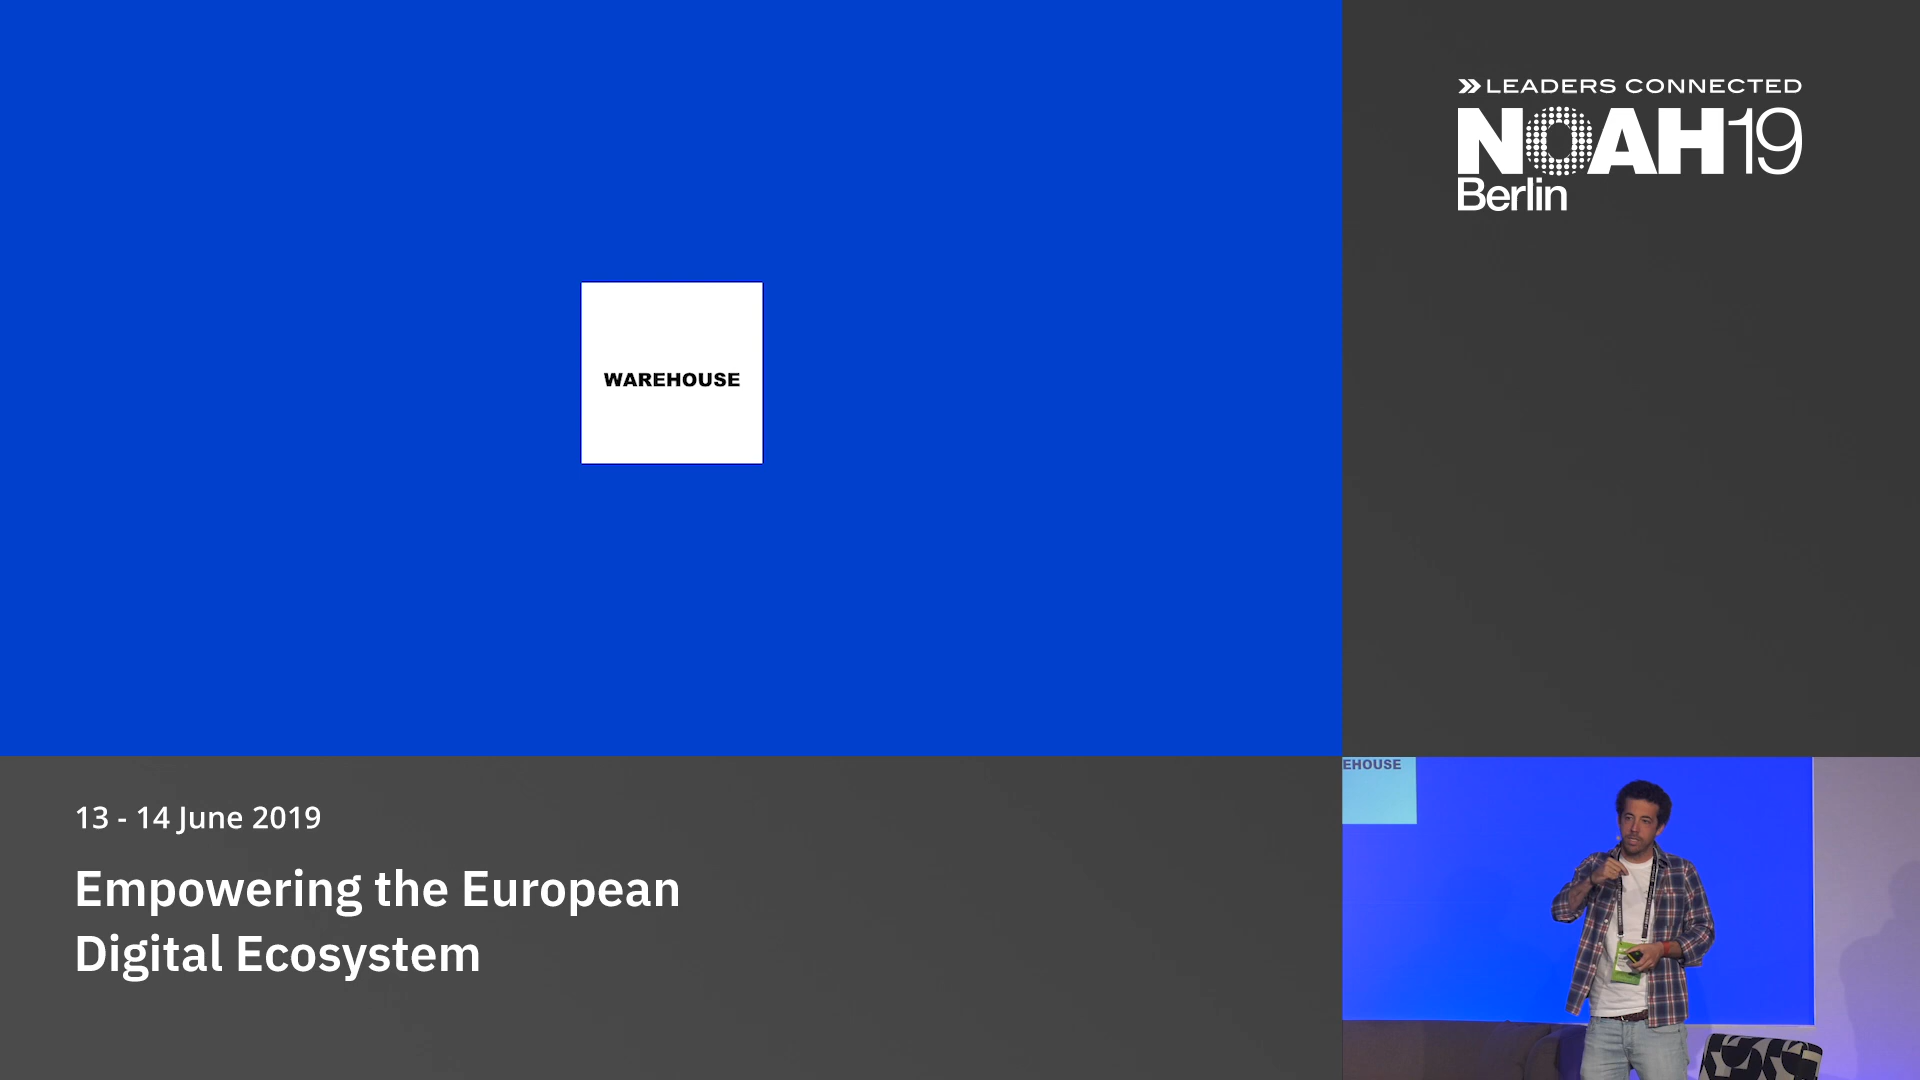 WAREHOUSE
LEADERS CONNECTED
NOAH19
Berlin
13 - 14 June 2019
Empowering the European
Digital Ecosystem
EHOUSE